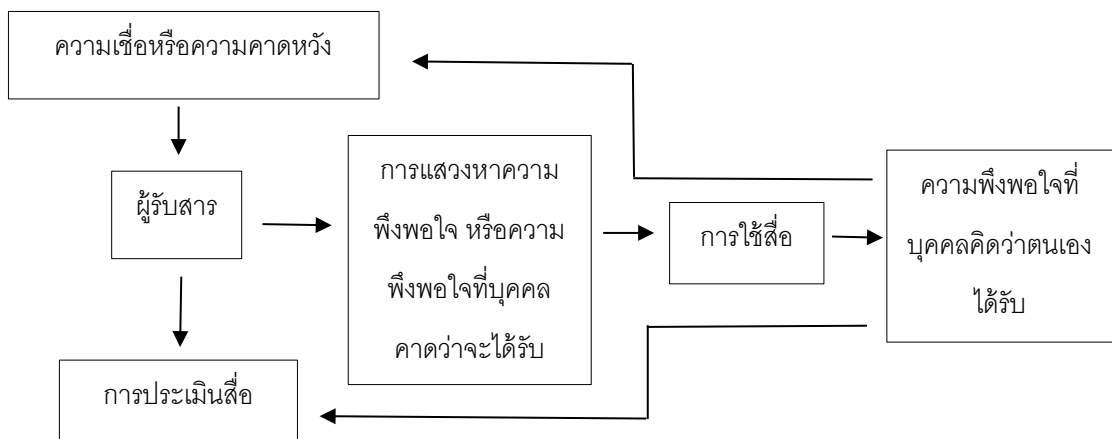 ความเชื่อหรือความคาดหวัง
ผู้รับสาร
การประเมินสื่อ
การแสวงหาความ
พึงพอใจ หรือความ
พึงพอใจที่บุคคล
คาดว่าจะได้รับ
การใช้สื่อ
ความพึงพอใจที่
บุคคลคิดว่าตนเอง
ได้รับ